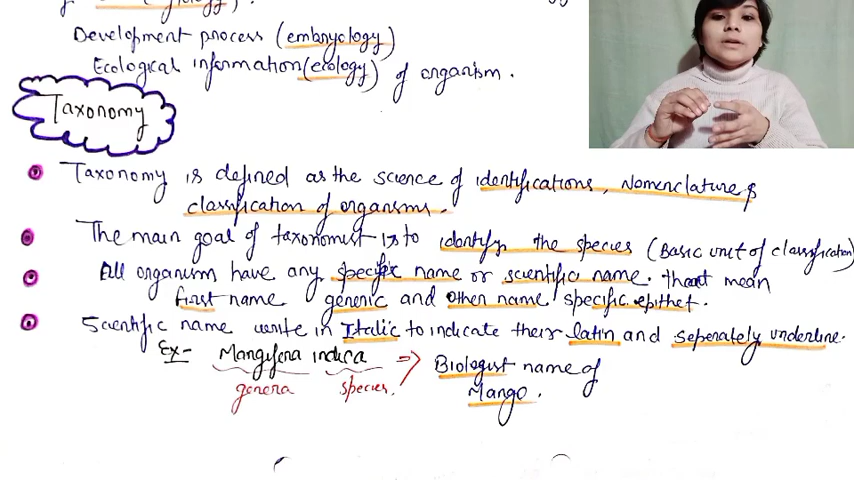 Development process (embryology)
Ecological information (ecology) of organism.
Taxonomy
Taxonomy is defined as the science of identifications, Nomenclature &
classification of organisms.
The main goal of taxonomist is to identify the species (Basic unit of classification)
All organism have any specific name or scientific name. that mean
first name generic and other name specific epithet.
Scientific name write in Italic to indicate their latin and seperately underline.
Ex- Mangifera indica => Biologist name of
genera species. Mango.